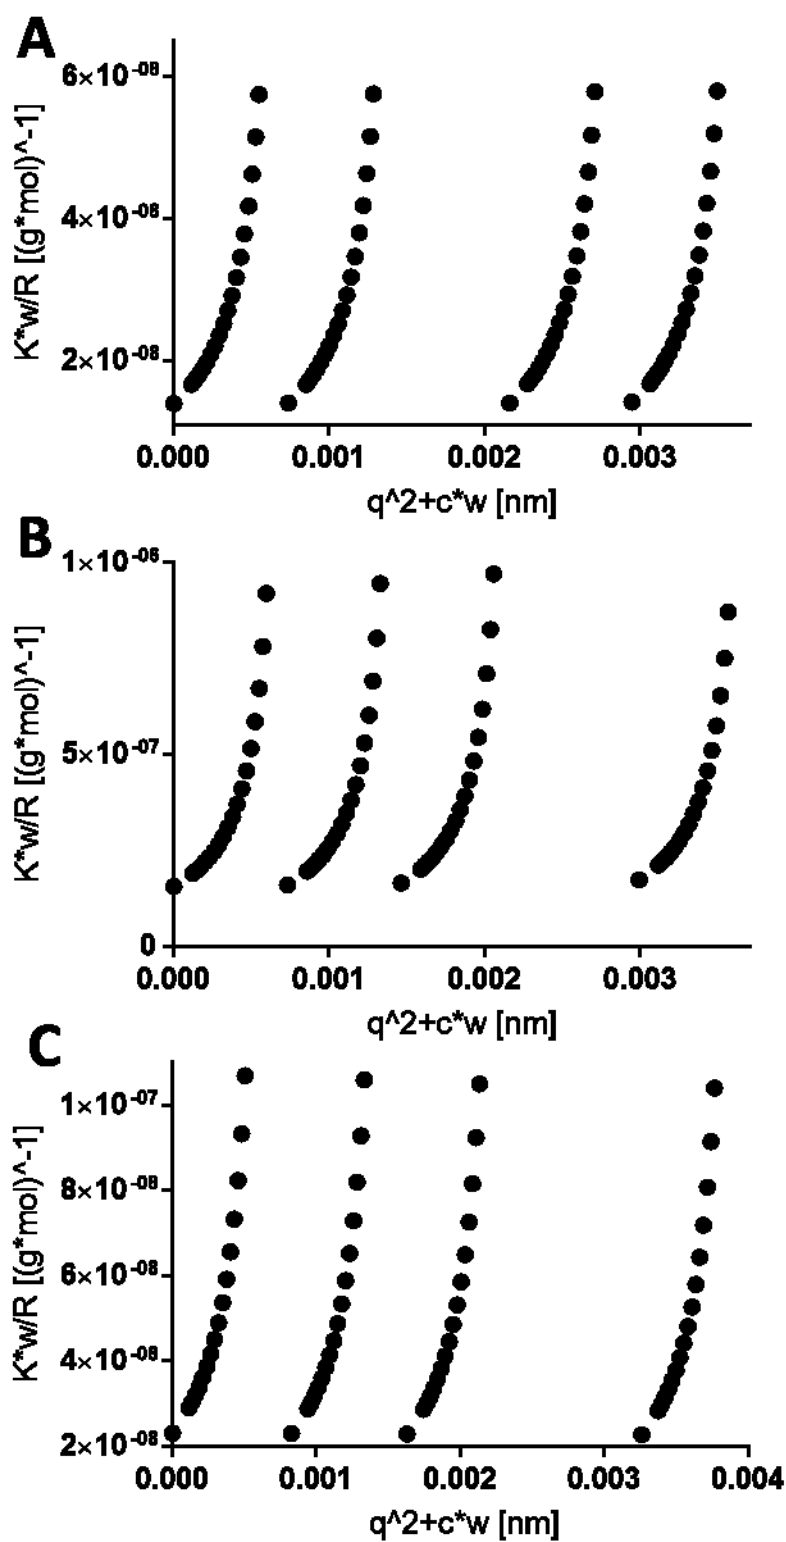 A
6×10^-08
4×10^-08
2×10^-08
K*w/R [(g*mol)^-1]
0.000 0.001 0.002 0.003
q^2+c*w [nm]
B
1×10^-06
5×10^-07
0
K*w/R [(g*mol)^-1]
0.000 0.001 0.002 0.003
q^2+c*w [nm]
C
1×10^-07
8×10^-08
6×10^-08
4×10^-08
2×10^-08
K*w/R [(g*mol)^-1]
0.000 0.001 0.002 0.003 0.004
q^2+c*w [nm]